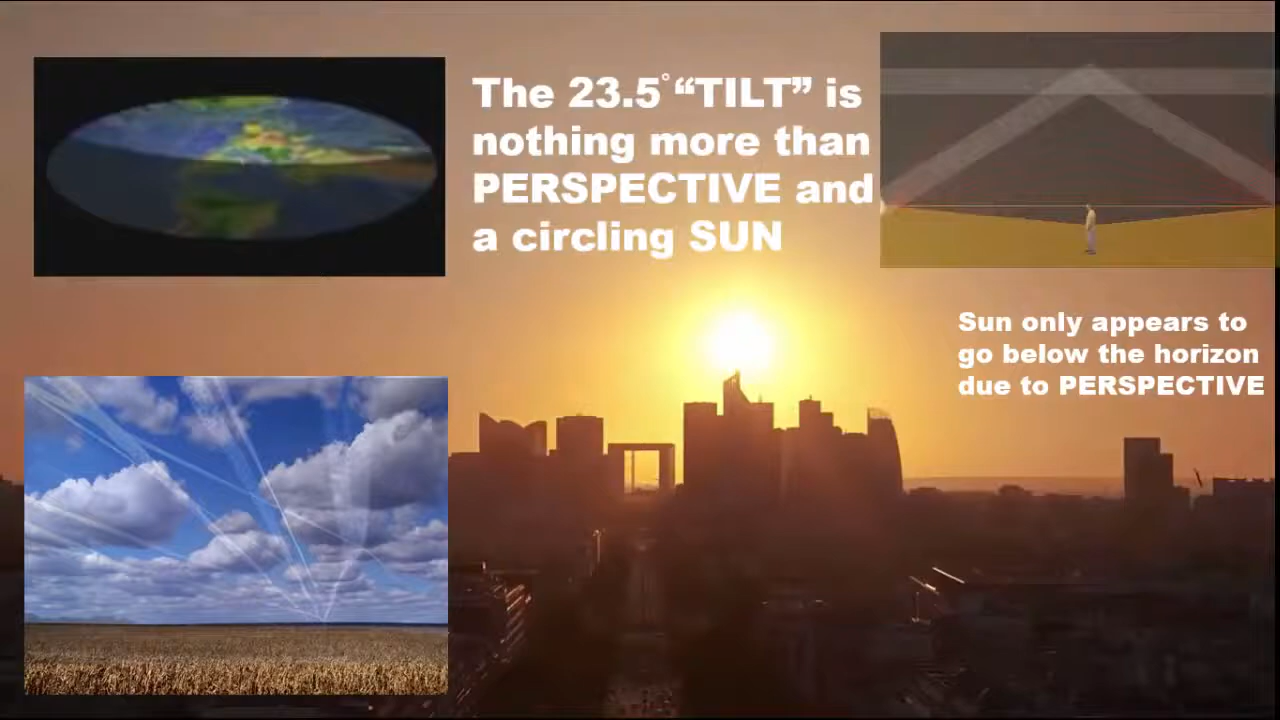 The 23.5° “TILT” is
nothing more than
PERSPECTIVE and
a circling SUN
Sun only appears to
go below the horizon
due to PERSPECTIVE